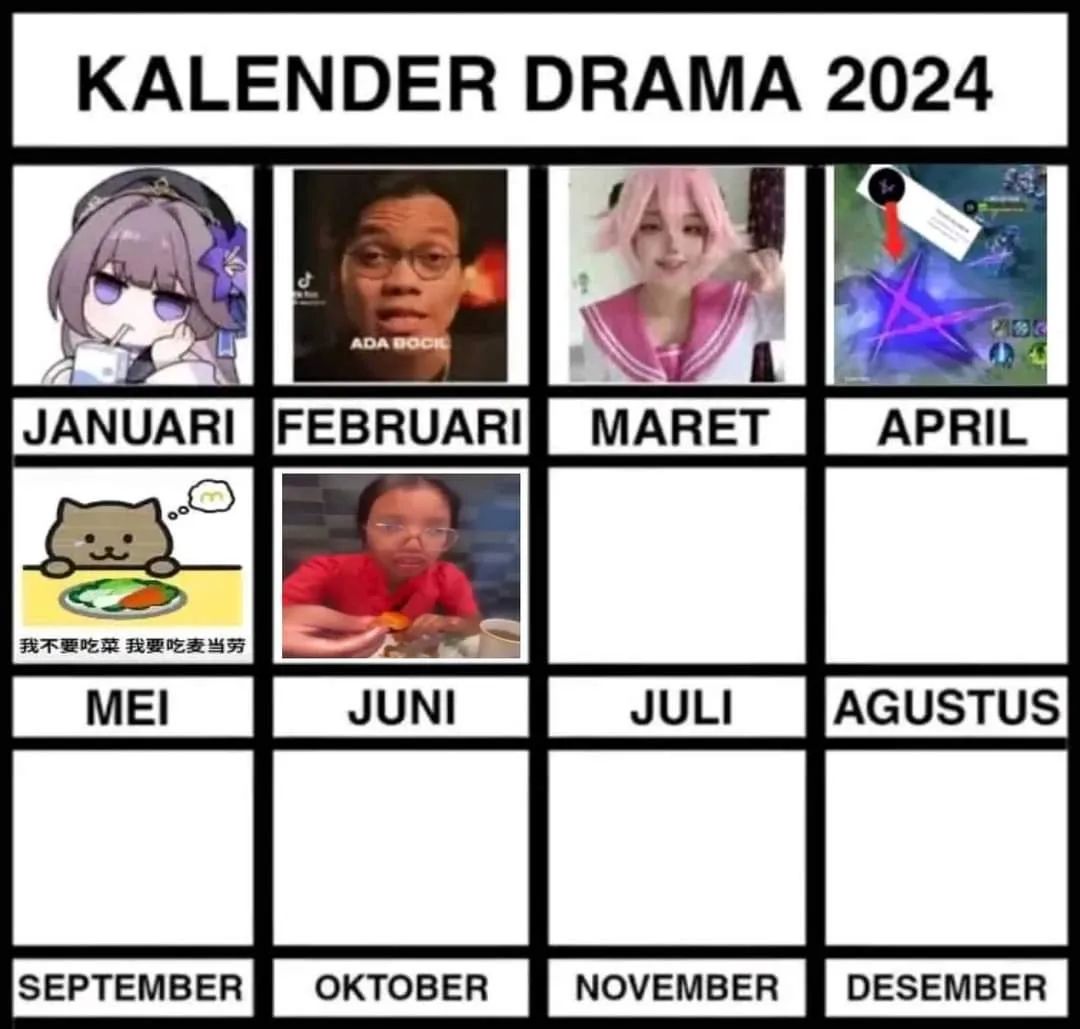 KALENDER DRAMA 2024
ADA BOCIL
JANUARI
FEBRUARI
MARET
APRIL
我不要吃菜 我要吃麦当劳
MEI
JUNI
JULI
AGUSTUS
SEPTEMBER
OKTOBER
NOVEMBER
DESEMBER